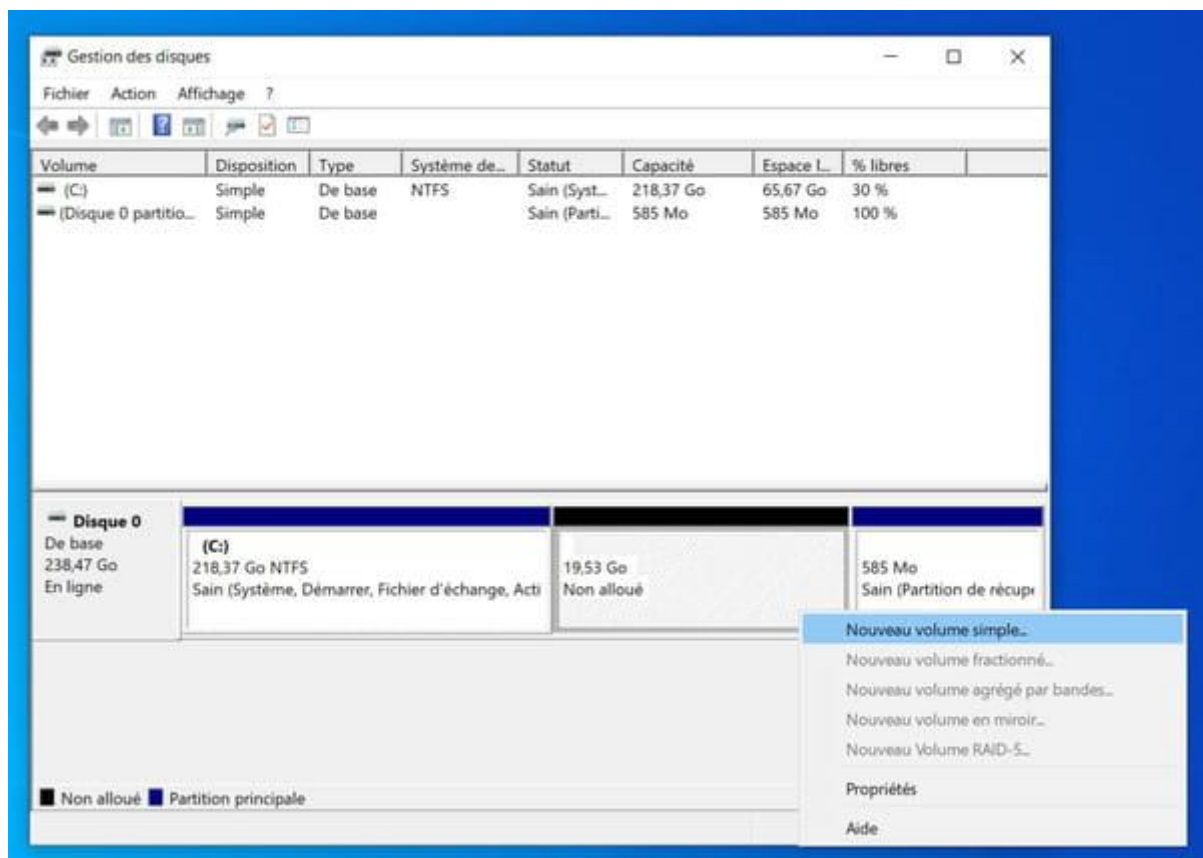 Gestion des disques
Fichier Action Affichage ?
Volume Disposition Type Système de... Statut Capacité Espace l... % libres
(C:) Simple De base NTFS Sain (Syst... 218,37 Go 65,67 Go 30 %
(Disque 0 partitio... Simple De base Sain (Parti... 585 Mo 585 Mo 100 %
Disque 0
De base
238,47 Go
En ligne
(C:)
218,37 Go NTFS
Sain (Système, Démarrer, Fichier d'échange, Acti
19,53 Go
Non alloué
585 Mo
Sain (Partition de récupe
Nouveau volume simple...
Nouveau volume fractionné...
Nouveau volume agrégé par bandes...
Nouveau volume en miroir...
Nouveau Volume RAID-5...
Propriétés
Aide
Non alloué Partition principale